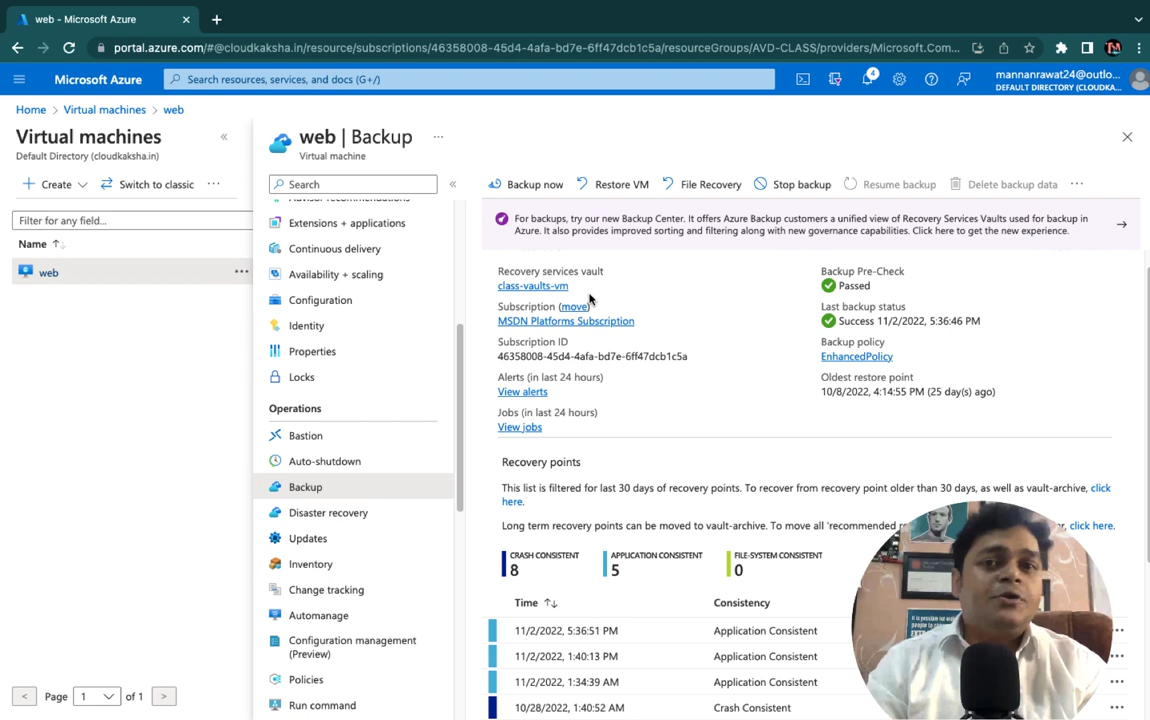 web - Microsoft Azure
portal.azure.com/#@cloudkaksha.in/resource/subscriptions/46358008-45d4-4afa-bd7e-6ff47dcb1c5a/resourceGroups/AVD-CLASS/providers/Microsoft.Com...
Microsoft Azure
Search resources, services, and docs (G+/)
4
mannanrawat24@outlo...
DEFAULT DIRECTORY (CLOUDKA...
Home > Virtual machines > web
Virtual machines
Default Directory (cloudkaksha.in)
Create
Switch to classic
Filter for any field...
Name
web
Page 1 of 1
web | Backup
Virtual machine
Search
Advisor recommendations
Extensions + applications
Continuous delivery
Availability + scaling
Configuration
Identity
Properties
Locks
Operations
Bastion
Auto-shutdown
Backup
Disaster recovery
Updates
Inventory
Change tracking
Automanage
Configuration management
(Preview)
Policies
Run command
Backup now
Restore VM
File Recovery
Stop backup
Resume backup
Delete backup data
For backups, try our new Backup Center. It offers Azure Backup customers a unified view of Recovery Services Vaults used for backup in
Azure. It also provides improved sorting and filtering along with new governance capabilities. Click here to get the new experience.
Recovery services vault
class-vaults-vm
Subscription (move)
MSDN Platforms Subscription
Subscription ID
46358008-45d4-4afa-bd7e-6ff47dcb1c5a
Alerts (in last 24 hours)
View alerts
Jobs (in last 24 hours)
View jobs
Backup Pre-Check
Passed
Last backup status
Success 11/2/2022, 5:36:46 PM
Backup policy
EnhancedPolicy
Oldest restore point
10/8/2022, 4:14:55 PM (25 day(s) ago)
Recovery points
This list is filtered for last 30 days of recovery points. To recover from recovery point older than 30 days, as well as vault-archive, click
here.
Long term recovery points can be moved to vault-archive. To move all 'recommended r
r, click here.
CRASH CONSISTENT
8
APPLICATION CONSISTENT
5
FILE-SYSTEM CONSISTENT
0
Time
Consistency
11/2/2022, 5:36:51 PM
Application Consistent
11/2/2022, 1:40:13 PM
Application Consistent
11/2/2022, 1:34:39 AM
Application Consistent
10/28/2022, 1:40:52 AM
Crash Consistent